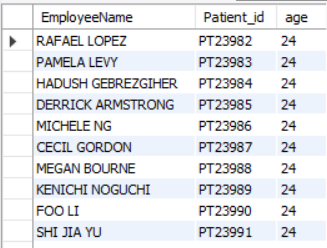 EmployeeName Patient_id age
RAFAEL LOPEZ PT23982 24
PAMELA LEVY PT23983 24
HADUSH GEBREZGIHER PT23984 24
DERRICK ARMSTRONG PT23985 24
MICHELE NG PT23986 24
CECIL GORDON PT23987 24
MEGAN BOURNE PT23988 24
KENICHI NOGUCHI PT23989 24
FOO LI PT23990 24
SHI JIA YU PT23991 24